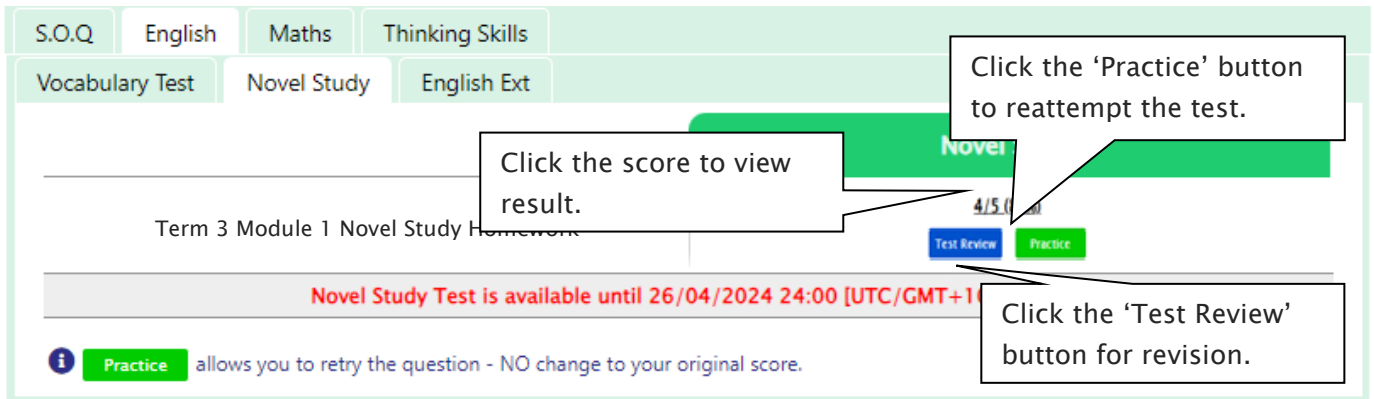 S.O.Q English Maths Thinking Skills
Vocabulary Test Novel Study English Ext
Click the ‘Practice’ button
to reattempt the test.
Novel
Click the score to view
result.
4/5
Term 3 Module 1 Novel Study Homework
Test Review Practice
Novel Study Test is available until 26/04/2024 24:00 [UTC/GMT+10
Click the ‘Test Review’
button for revision.
Practice allows you to retry the question - NO change to your original score.